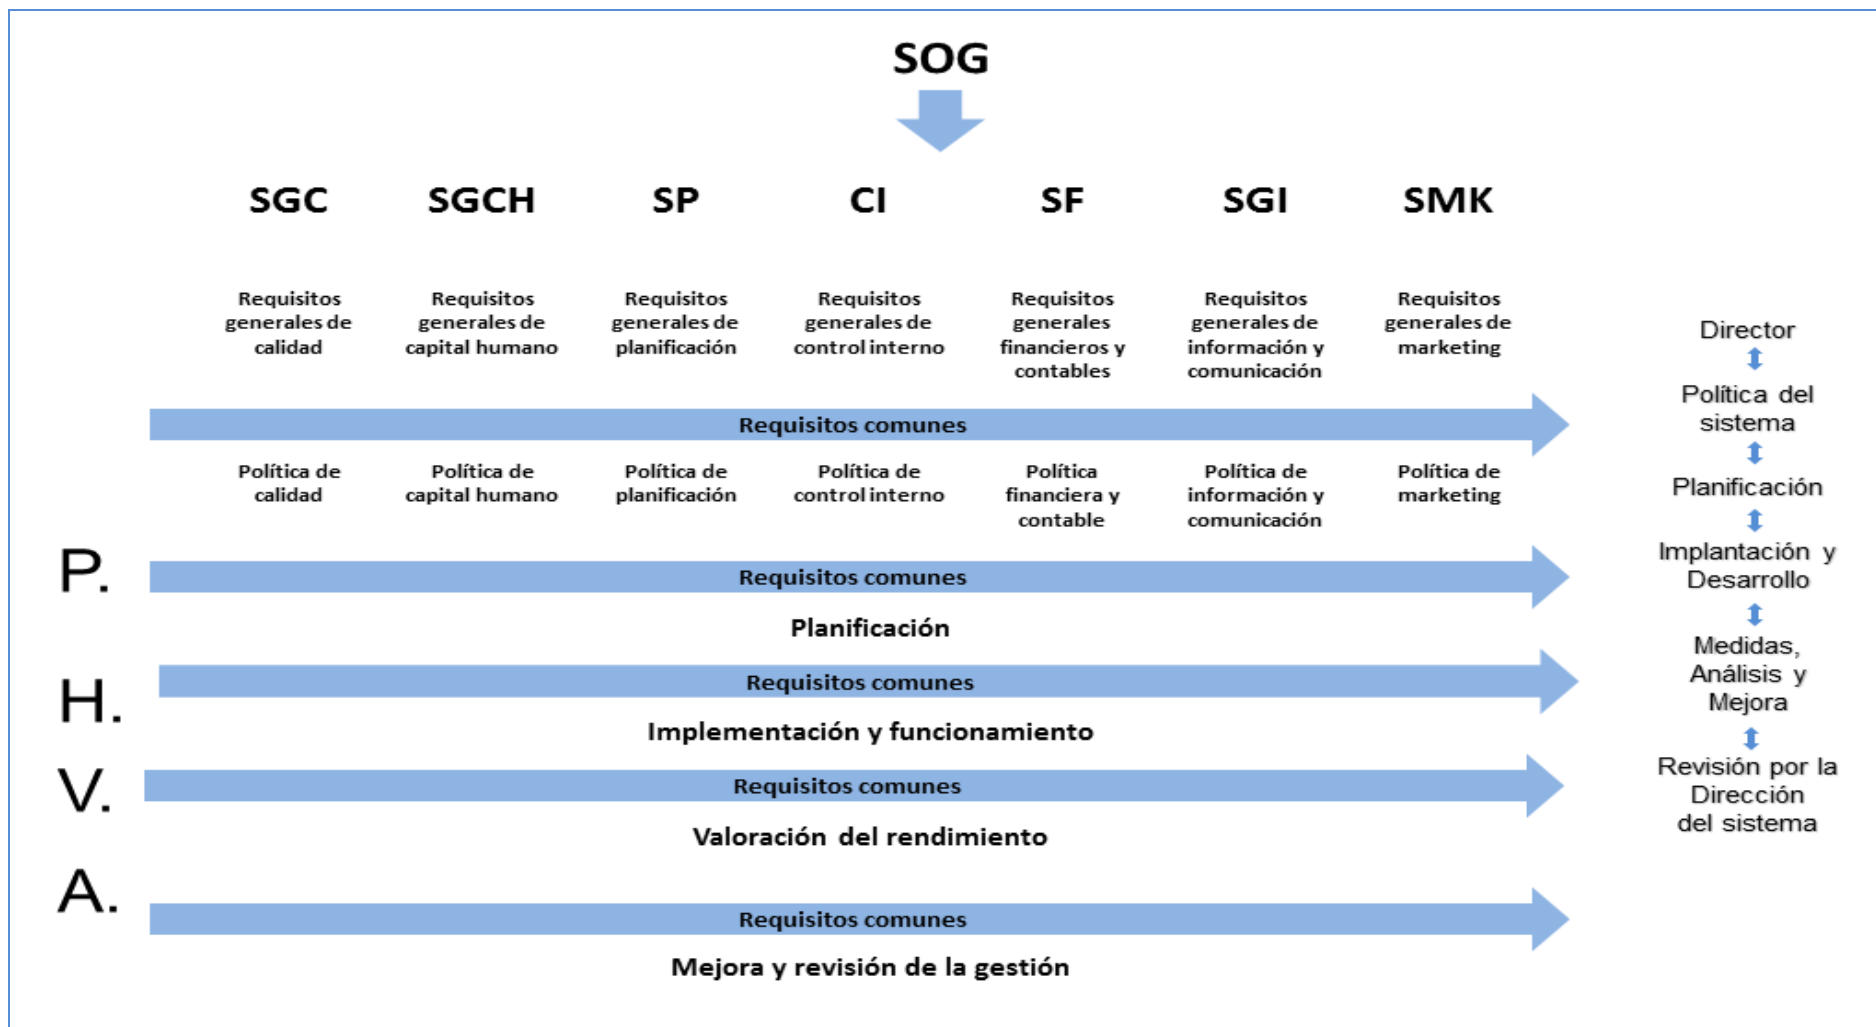 SOG
SGC
SGCH
SP
CI
SF
SGI
SMK
Requisitos
generales de
calidad
Requisitos
generales de
capital humano
Requisitos
generales de
planificación
Requisitos
generales de
control interno
Requisitos
generales
financieros y
contables
Requisitos
generales de
información y
comunicación
Requisitos
generales de
marketing
Requisitos comunes
Política de
calidad
Política de
capital humano
Política de
planificación
Política de
control interno
Política
financiera y
contable
Política de
información y
comunicación
Política de
marketing
P.
Requisitos comunes
Planificación
H.
Requisitos comunes
Implementación y funcionamiento
V.
Requisitos comunes
Valoración del rendimiento
A.
Requisitos comunes
Mejora y revisión de la gestión
Director
Política del
sistema
Planificación
Implantación y
Desarrollo
Medidas,
Análisis y
Mejora
Revisión por la
Dirección
del sistema